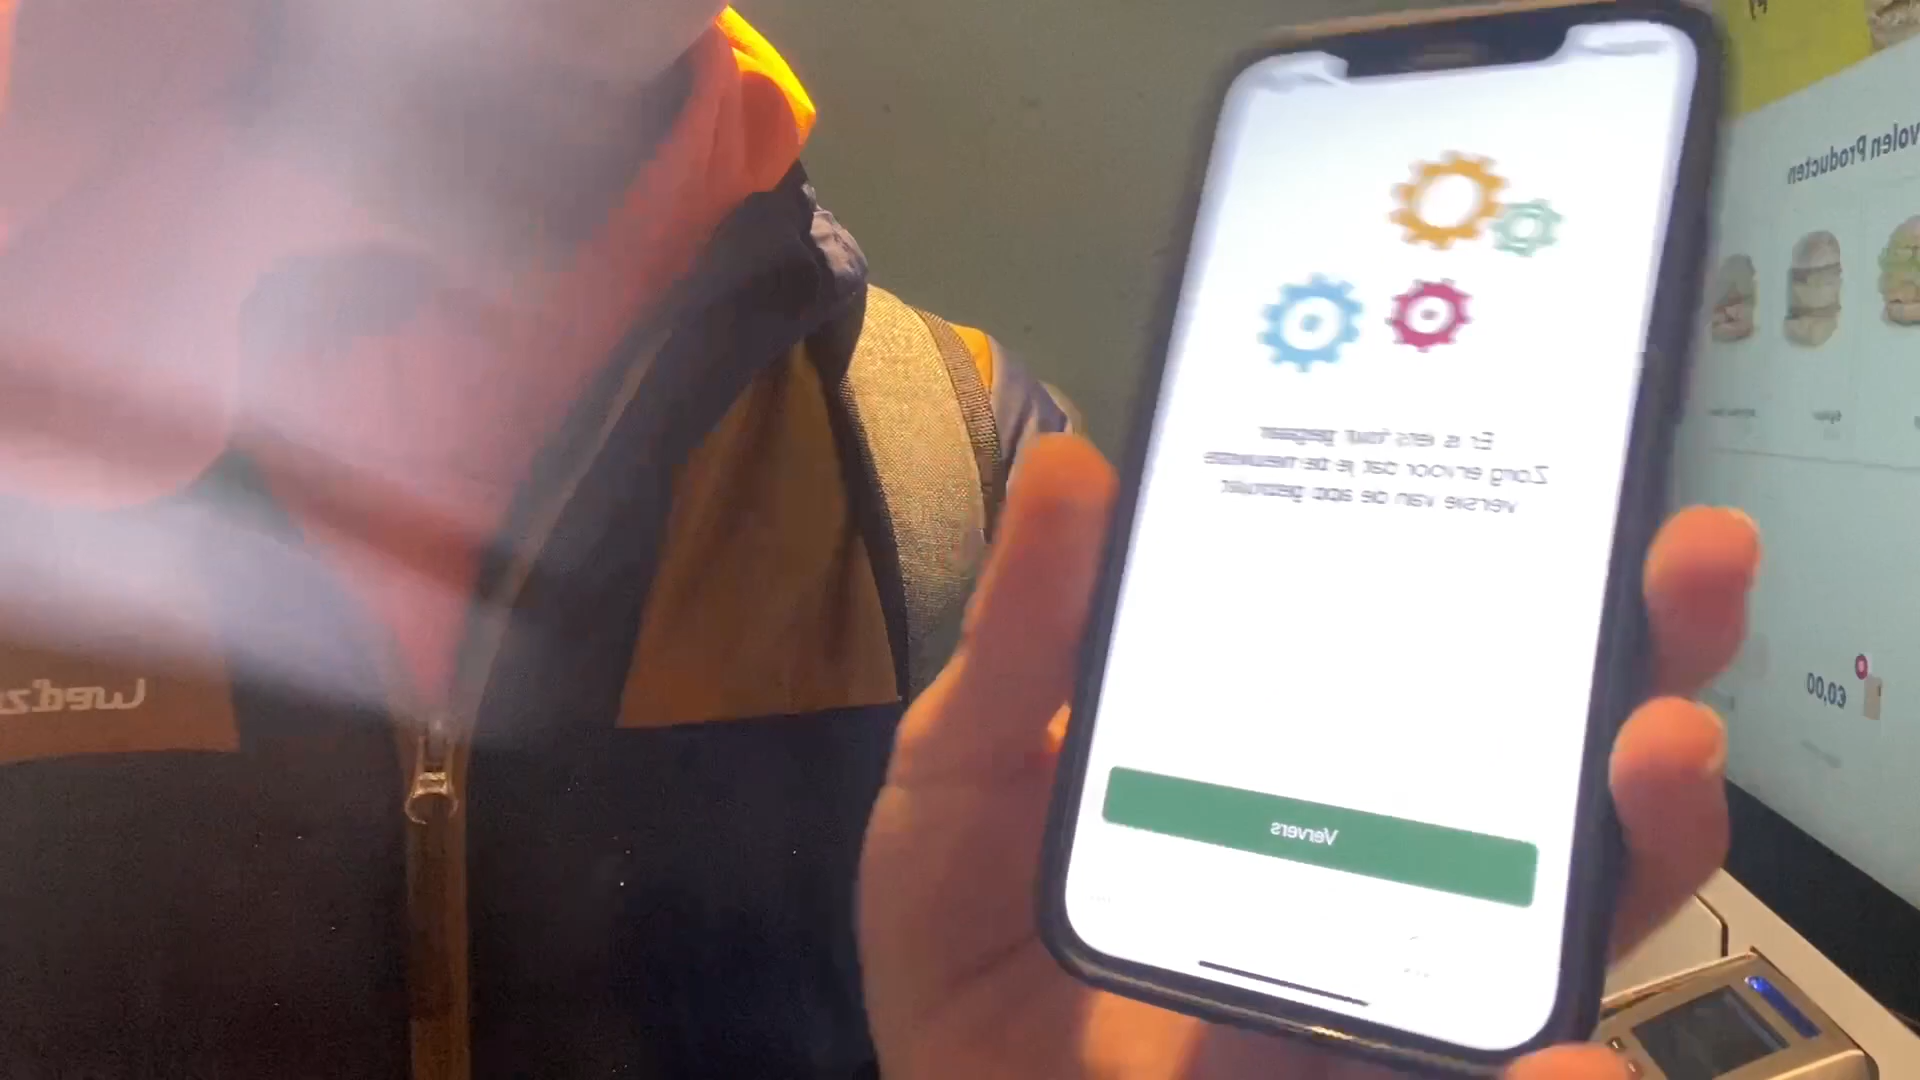 Er is iets fout gegaan
Zorg ervoor dat je de nieuwste
versie van de app gebruikt.
Ververs
volen Producten
€0,00